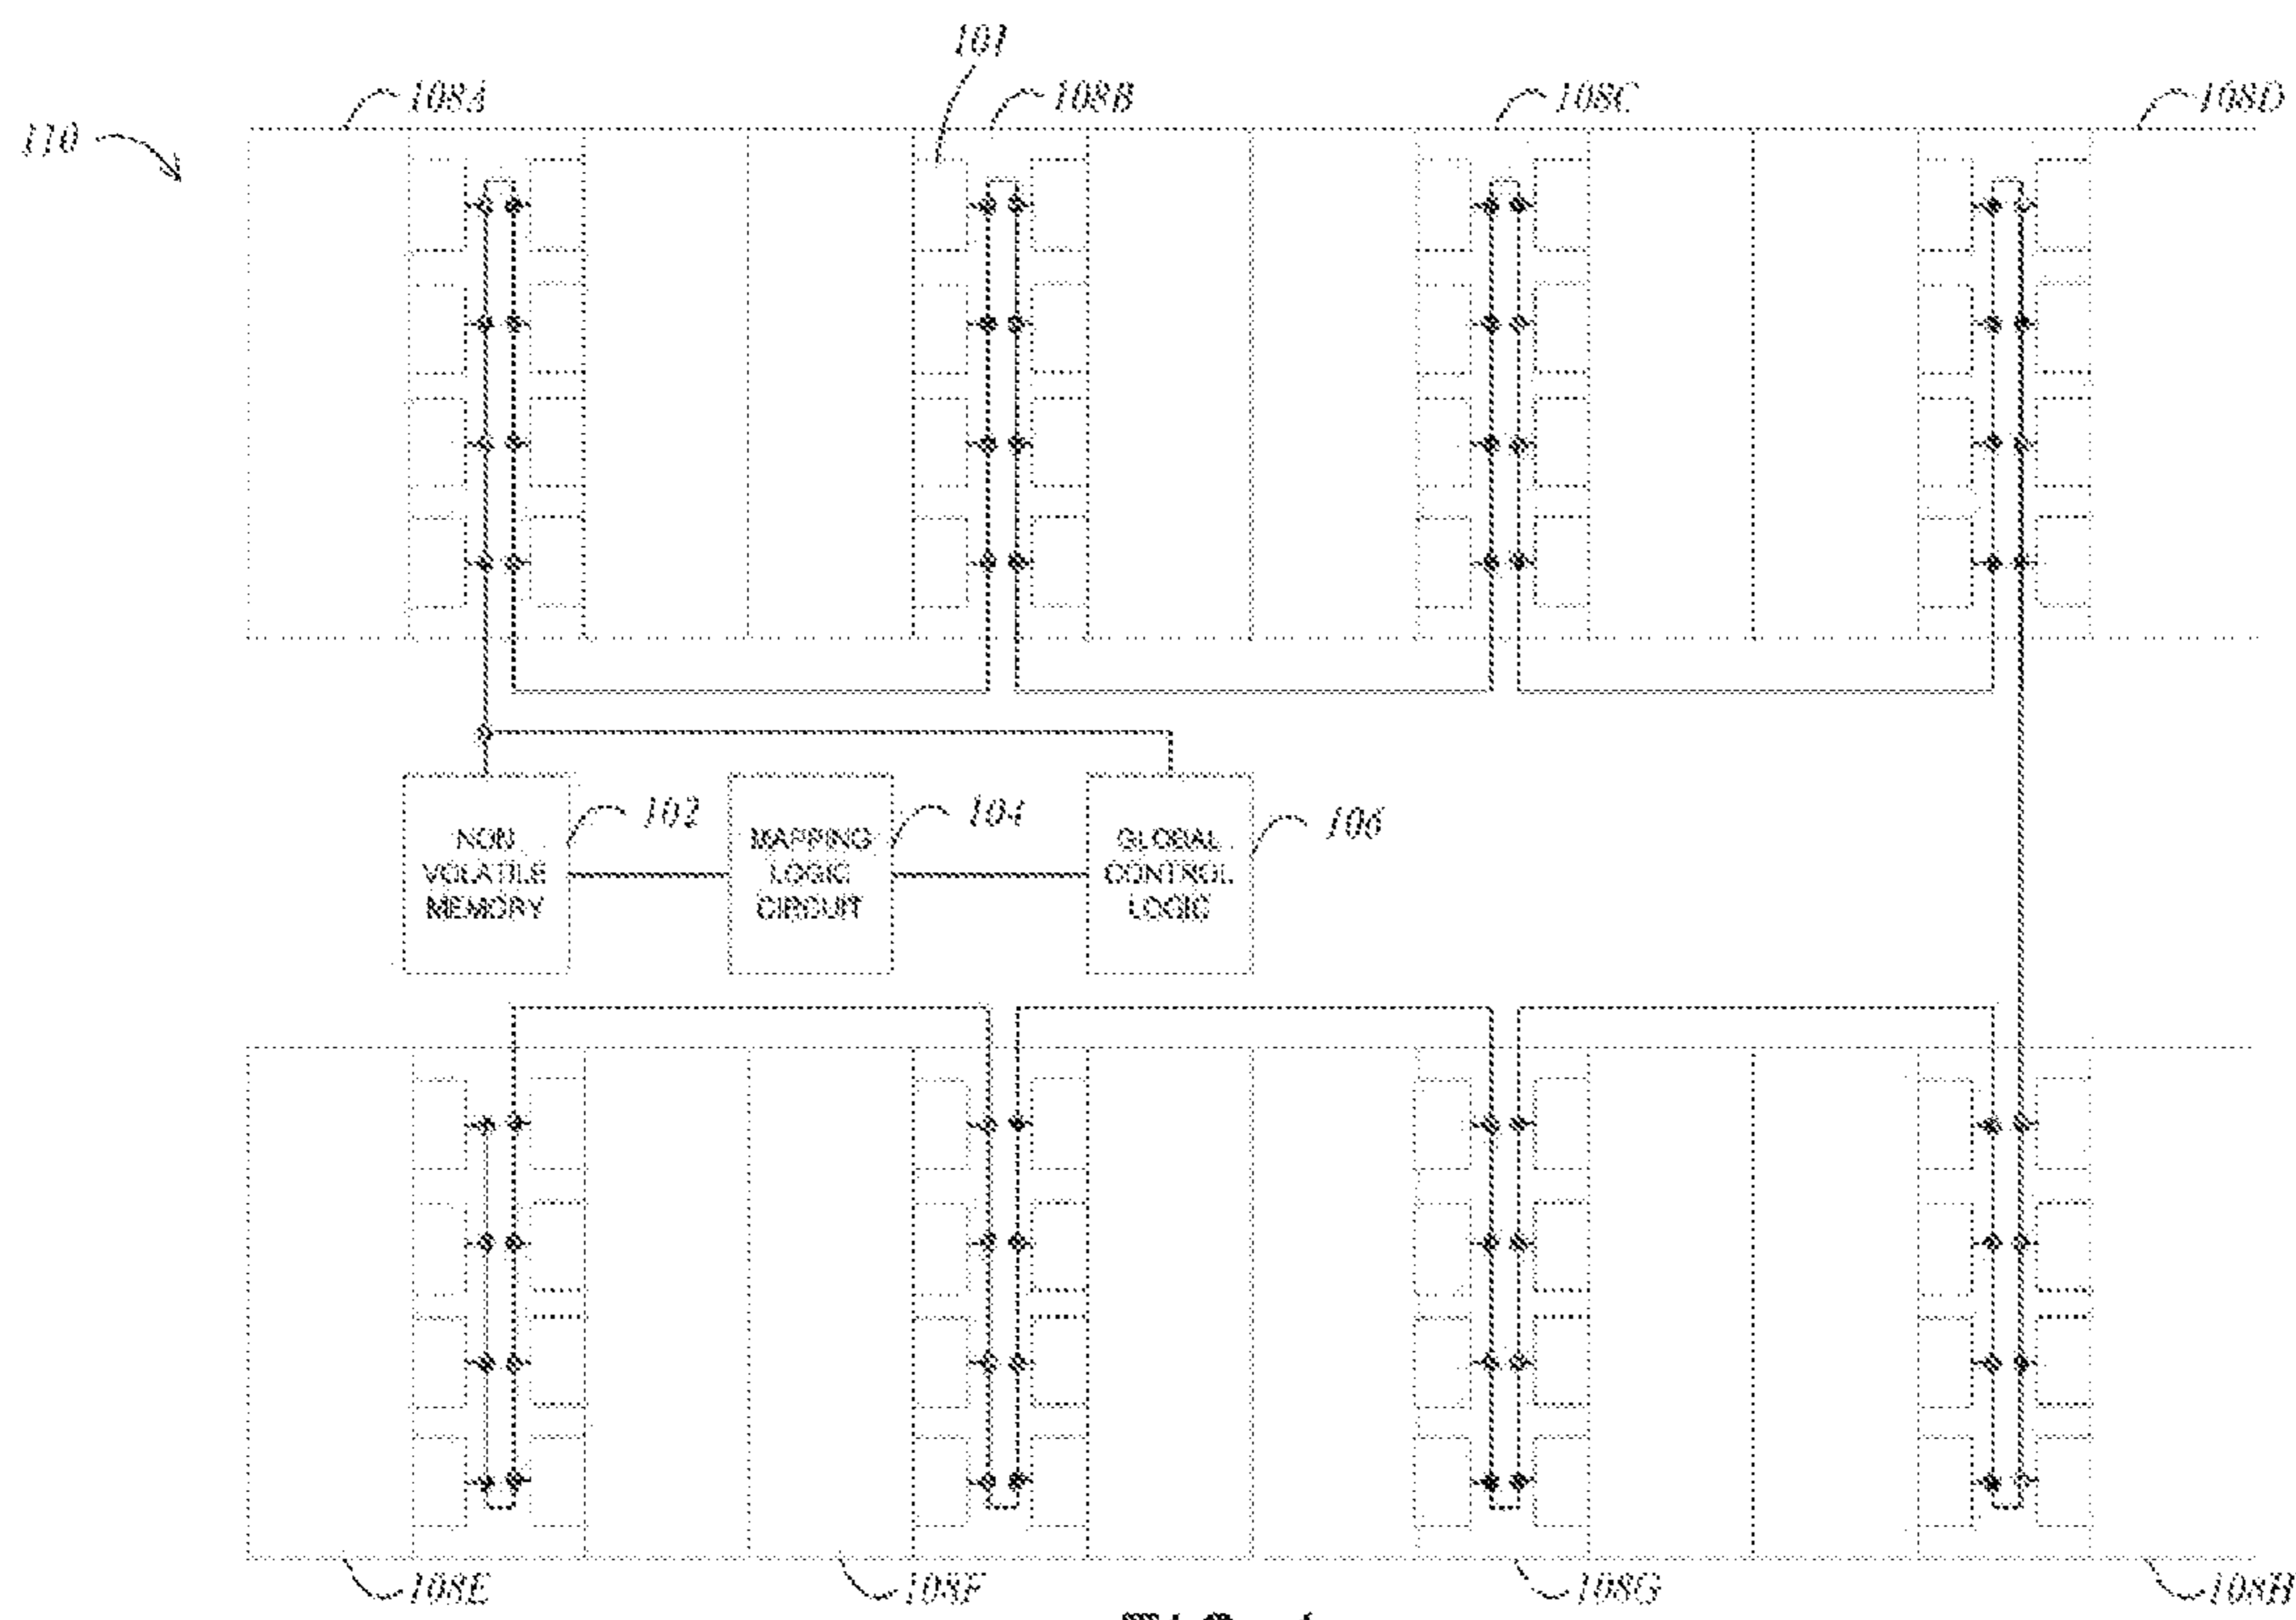 101
108A
108B
108C
108D
110
102
104
106
NON
VOLATILE
MEMORY
MAPPING
LOGIC
CIRCUIT
GLOBAL
CONTROL
LOGIC
108E
108F
108G
108H